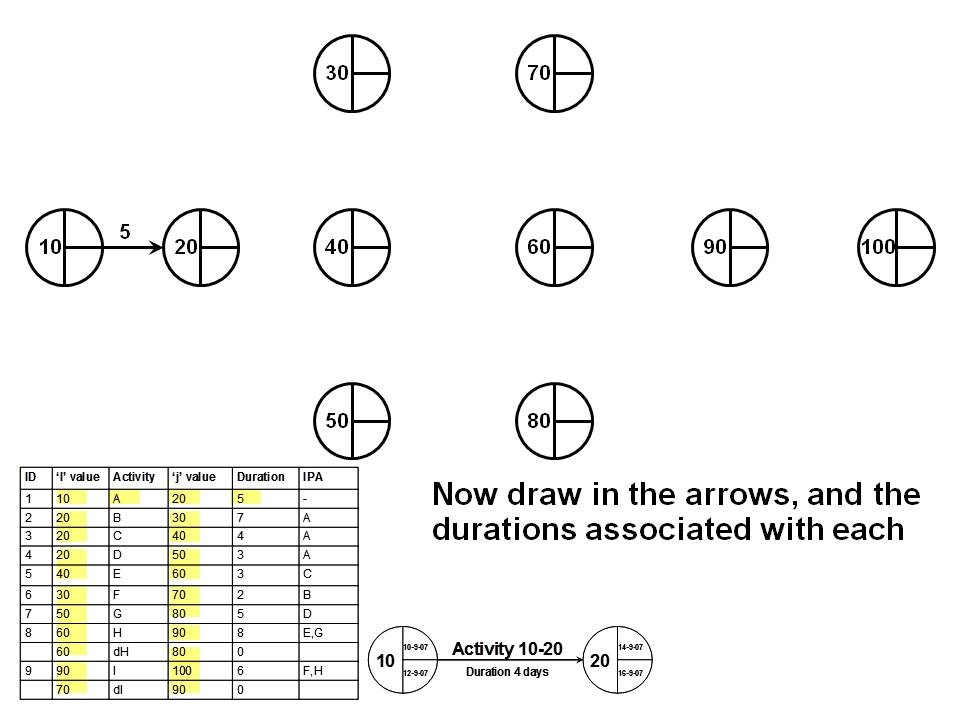 30 70
10 5 20 40 60 90 100
50 80
ID ‘I’ value Activity ‘j’ value Duration IPA
1 10 A 20 5 -
2 20 B 30 7 A
3 20 C 40 4 A
4 20 D 50 3 A
5 40 E 60 3 C
6 30 F 70 2 B
7 50 G 80 5 D
8 60 H 90 8 E,G
60 dH 80 0
9 90 I 100 6 F,H
70 dI 90 0
Now draw in the arrows, and the
durations associated with each
10-9-07 14-9-07
10 Activity 10-20 20
Duration 4 days
12-9-07 16-9-07